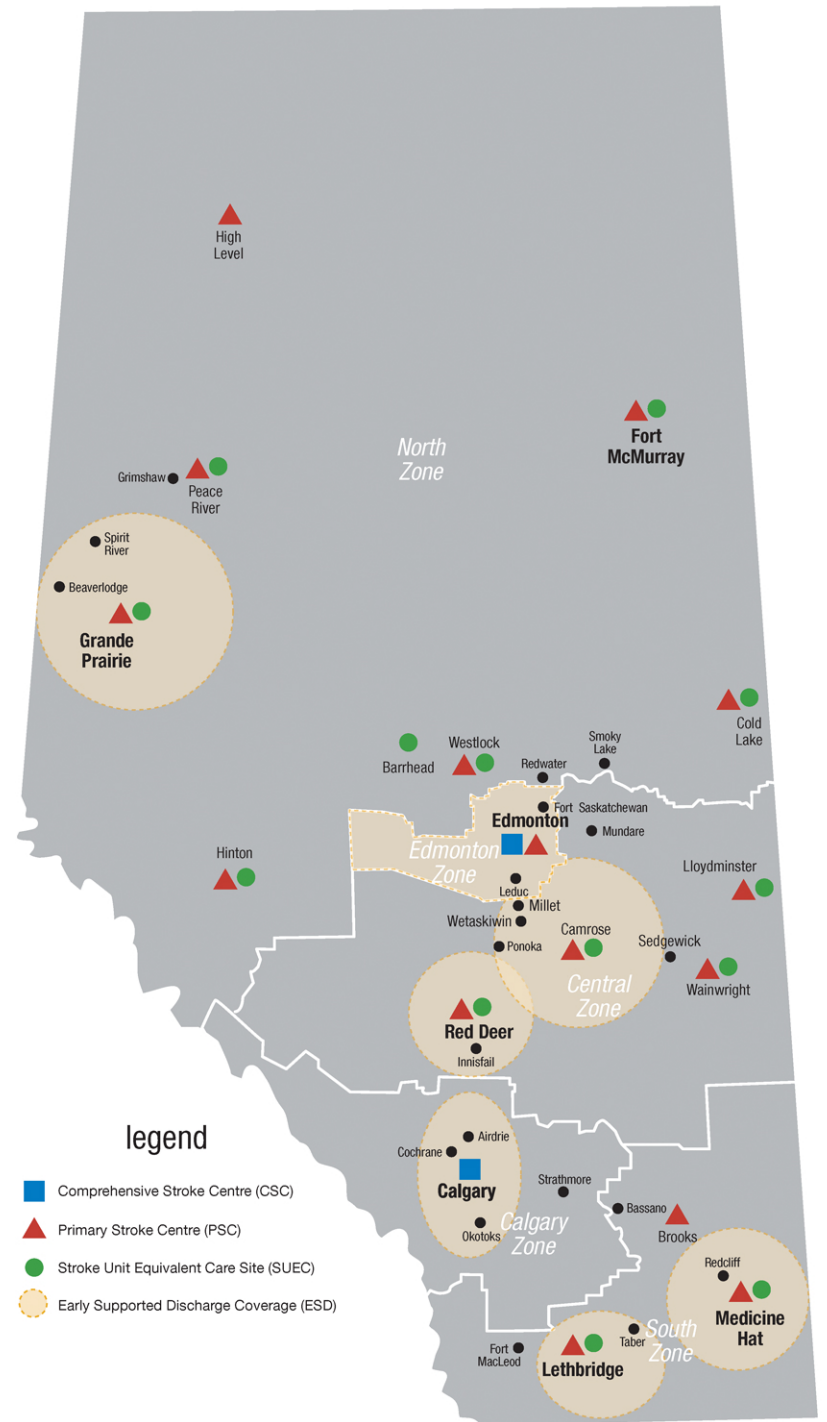 High
Level
Fort
McMurray
North
Zone
Grimshaw
Peace
River
Spirit
River
Beaverlodge
Grande
Prairie
Cold
Lake
Smoky
Lake
Westlock
Barrhead
Redwater
Fort Saskatchewan
Edmonton
Mundare
Edmonton
Zone
Hinton
Lloydminster
Leduc
Millet
Wetaskiwin
Camrose
Sedgewick
Ponoka
Wainwright
Central
Zone
Red Deer
Innisfail
legend
Comprehensive Stroke Centre (CSC)
Primary Stroke Centre (PSC)
Stroke Unit Equivalent Care Site (SUEC)
Early Supported Discharge Coverage (ESD)
Airdrie
Cochrane
Calgary
Strathmore
Okotoks
Calgary
Zone
Bassano
Brooks
Redcliff
Medicine
Hat
Taber
South
Zone
Fort
MacLeod
Lethbridge